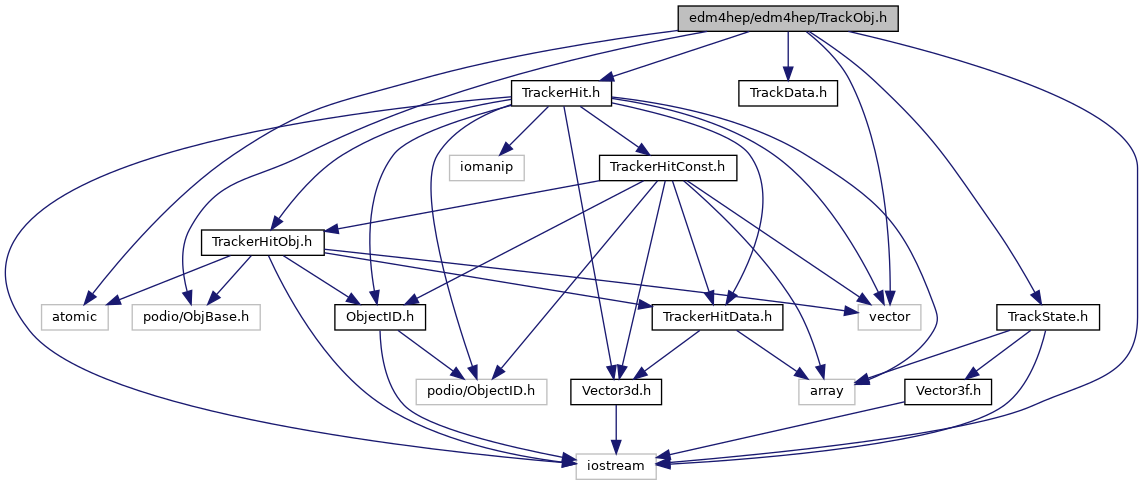 edm4hep/edm4hep/TrackObj.h
TrackerHit.h
TrackData.h
iomanip
TrackerHitConst.h
TrackerHitObj.h
atomic
podio/ObjBase.h
ObjectID.h
TrackerHitData.h
vector
TrackState.h
podio/ObjectID.h
Vector3d.h
array
Vector3f.h
iostream